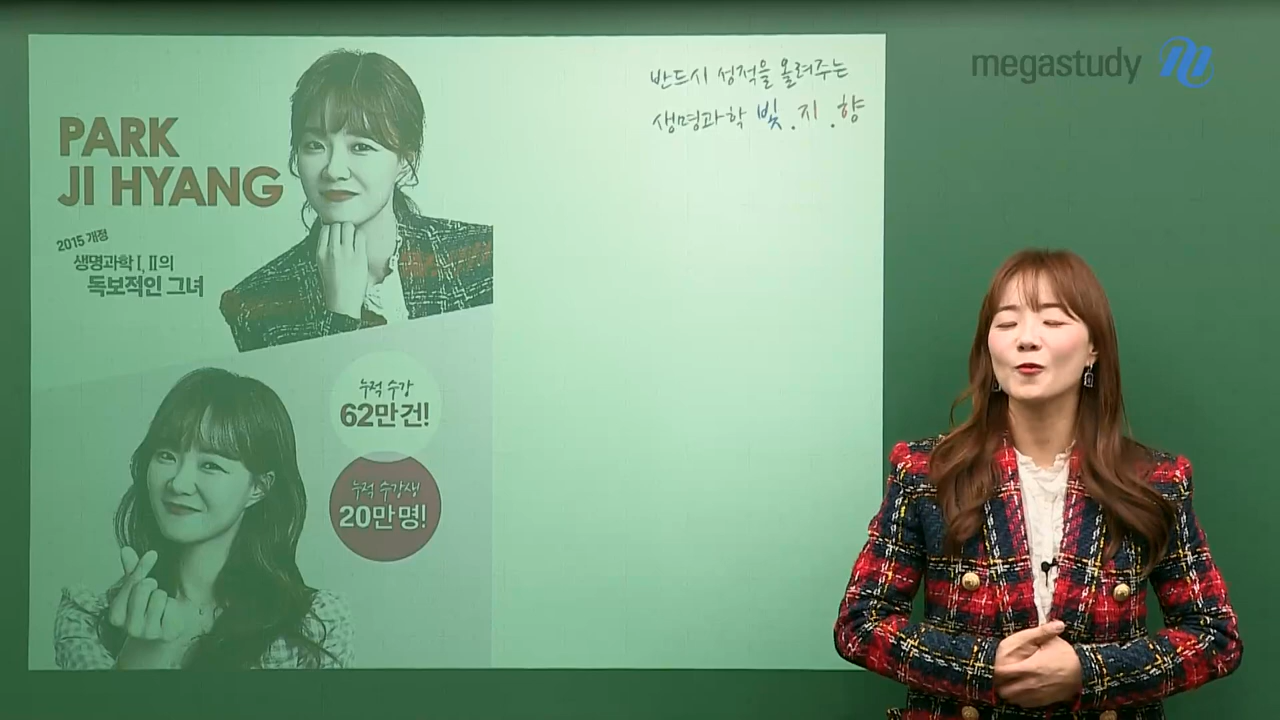 반드시 성적을 올려주는
생명과학 빛.지.향
megastudy
PARK
JI HYANG
2015 개정
생명과학 I, II의
독보적인 그녀
누적 수강
62만 건!
누적 수강생
20만 명!